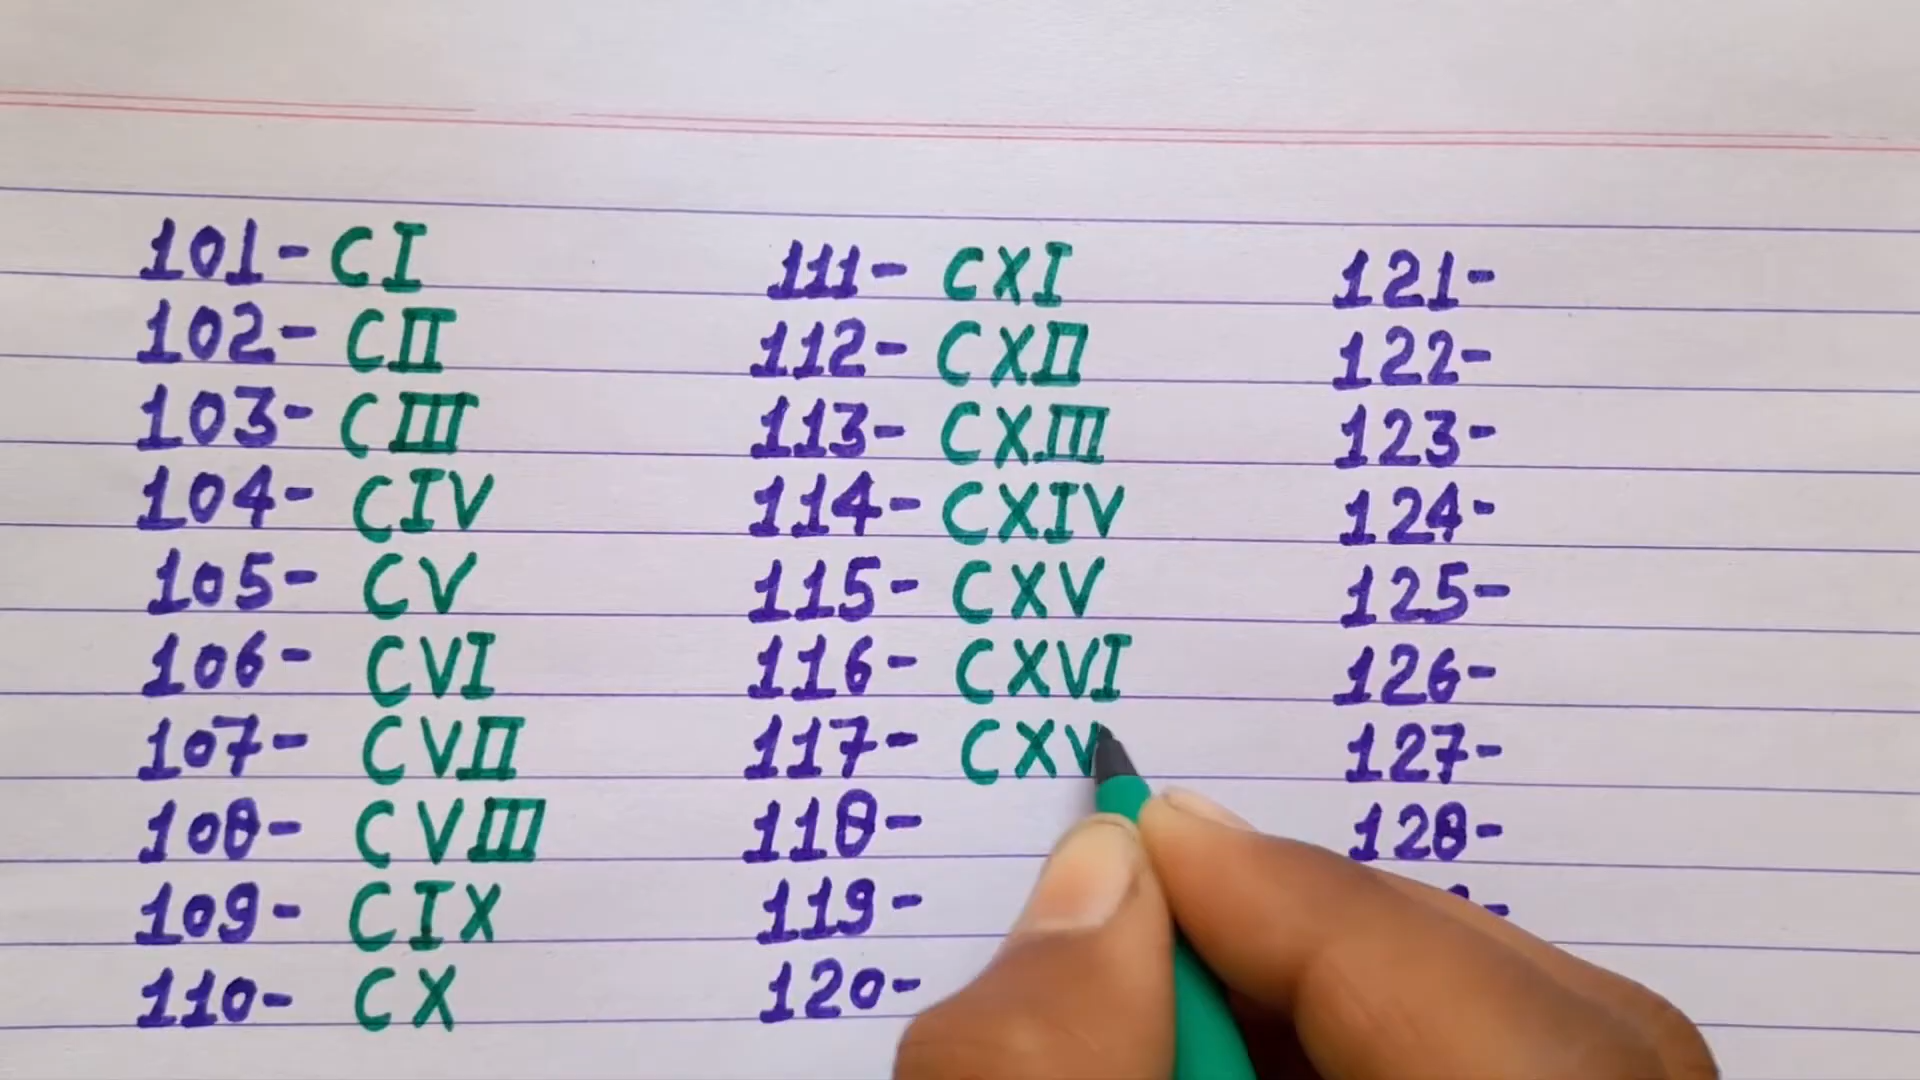 101- CI
102- CII
103- CIII
104- CIV
105- CV
106- CVI
107- CVII
108- CVIII
109- CIX
110- CX
111- CXI
112- CXII
113- CXIII
114- CXIV
115- CXV
116- CXVI
117- CXV
118-
119-
120-
121-
122-
123-
124-
125-
126-
127-
128-